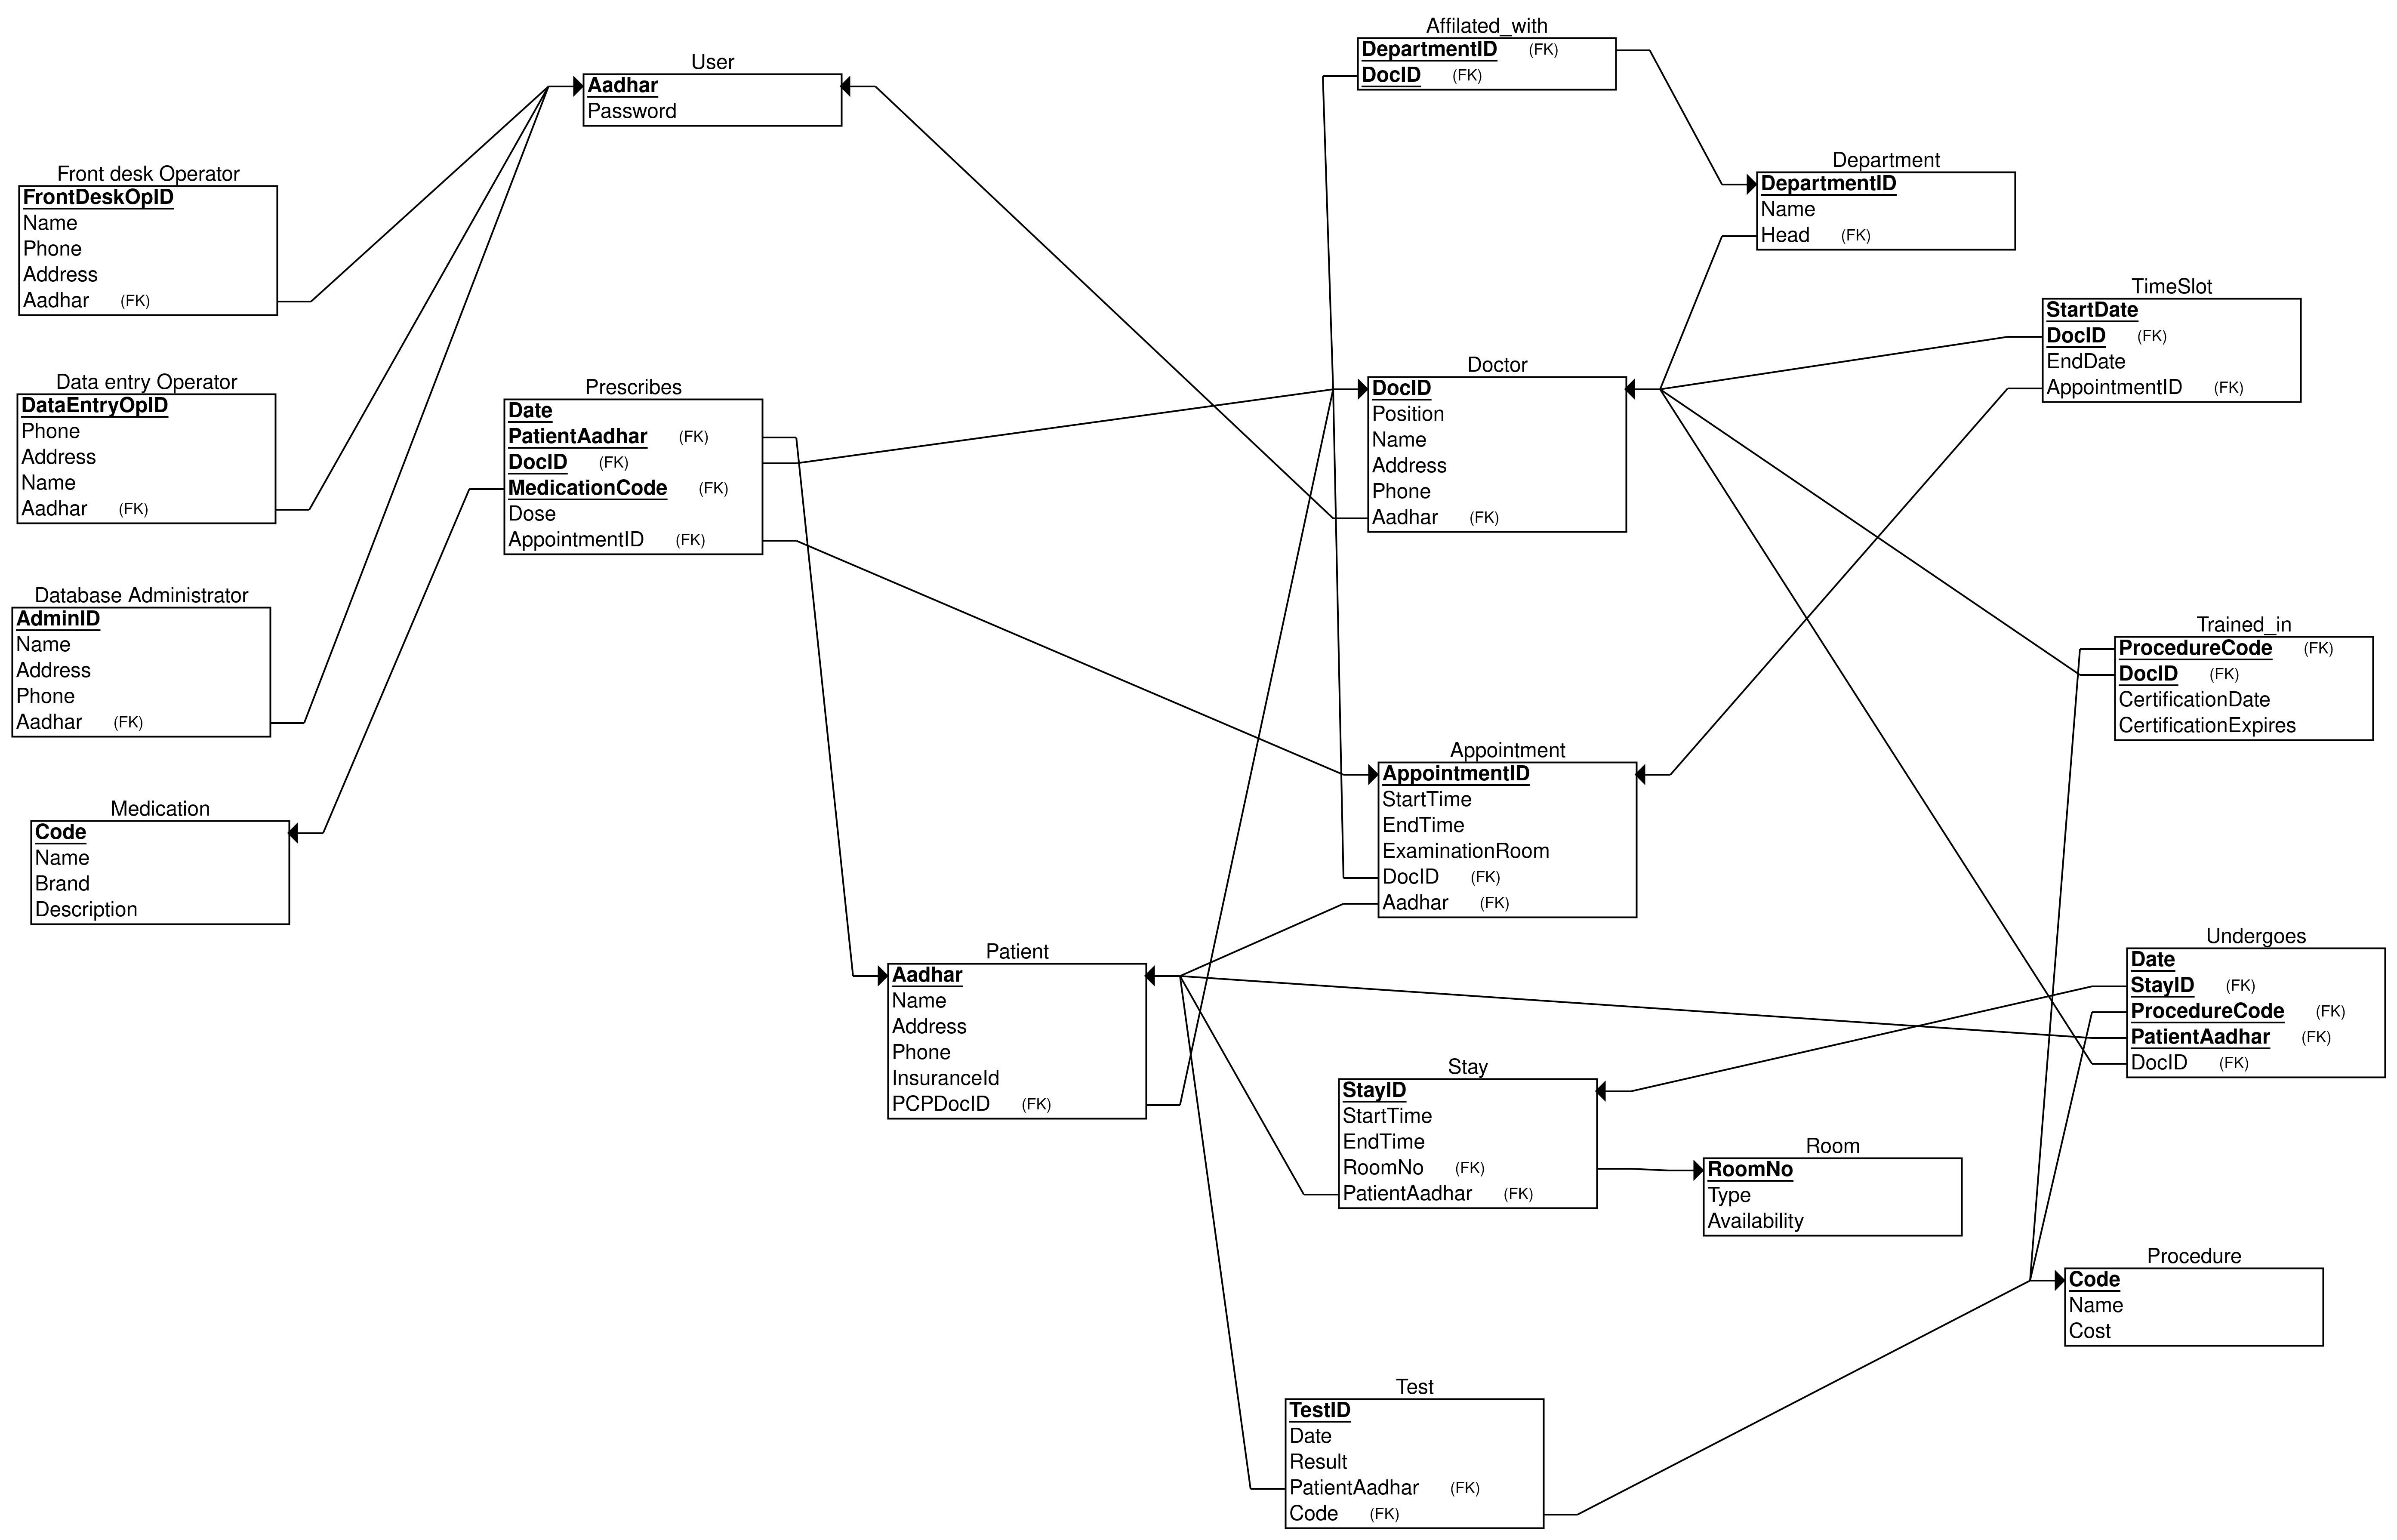 User
Aadhar
Password
Affilated_with
DepartmentID (FK)
DocID (FK)
Department
DepartmentID
Name
Head (FK)
Front desk Operator
FrontDeskOpID
Name
Phone
Address
Aadhar (FK)
TimeSlot
StartDate
DocID (FK)
EndDate
AppointmentID (FK)
Data entry Operator
DataEntryOpID
Phone
Address
Name
Aadhar (FK)
Prescribes
Date
PatientAadhar (FK)
DocID (FK)
MedicationCode (FK)
Dose
AppointmentID (FK)
Doctor
DocID
Position
Name
Address
Phone
Aadhar (FK)
Database Administrator
AdminID
Name
Address
Phone
Aadhar (FK)
Trained_in
ProcedureCode (FK)
DocID (FK)
CertificationDate
CertificationExpires
Medication
Code
Name
Brand
Description
Appointment
AppointmentID
StartTime
EndTime
ExaminationRoom
DocID (FK)
Aadhar (FK)
Patient
Aadhar
Name
Address
Phone
InsuranceId
PCPDocID (FK)
Undergoes
Date
StayID (FK)
ProcedureCode (FK)
PatientAadhar (FK)
DocID (FK)
Stay
StayID
StartTime
EndTime
RoomNo (FK)
PatientAadhar (FK)
Room
RoomNo
Type
Availability
Procedure
Code
Name
Cost
Test
TestID
Date
Result
PatientAadhar (FK)
Code (FK)